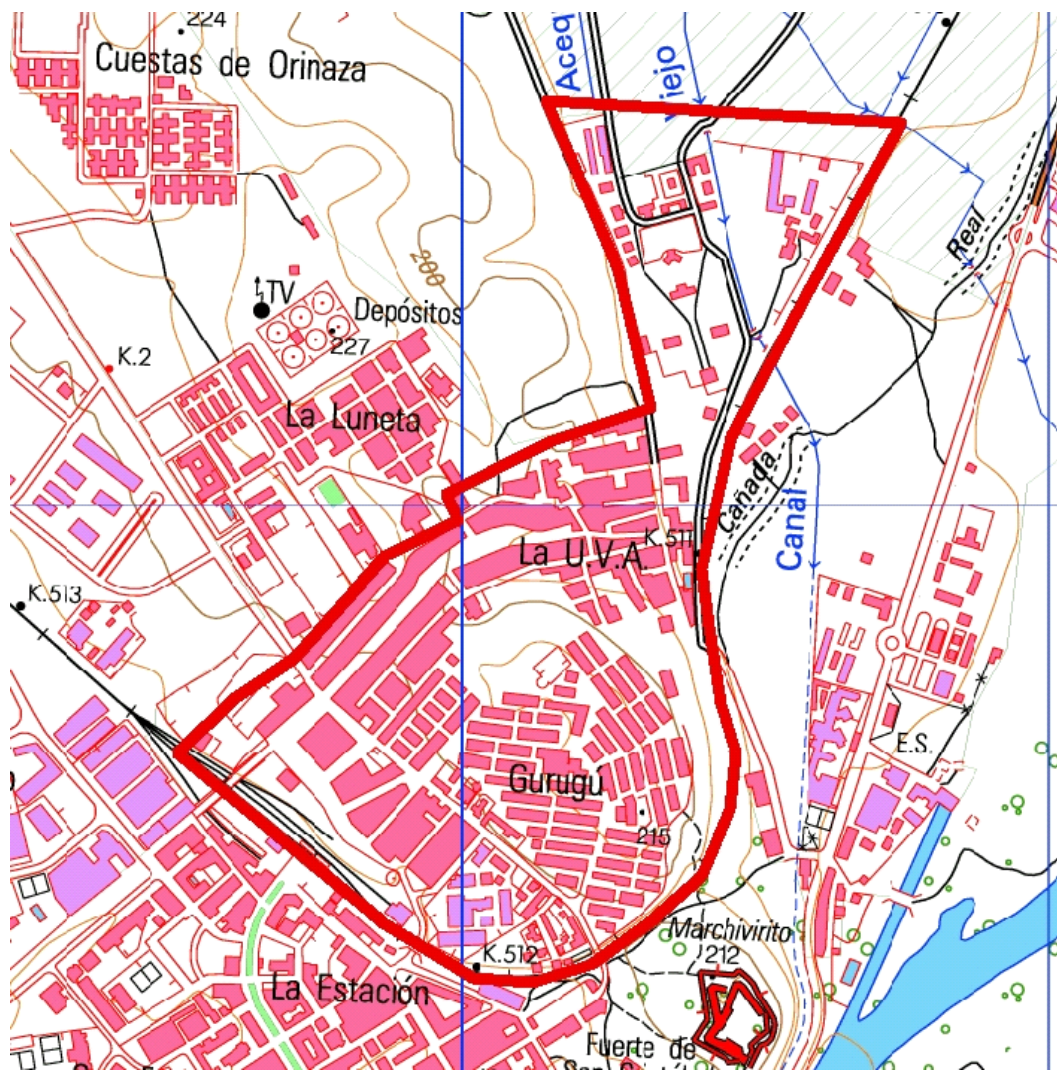 224
Cuestas de Orinaza
Aceq
Viejo
Real
200
TV
Depósitos
227
K.2
La Luneta
Cañada
Canal
La U.V.A.
K.511
K.513
E.S.
Gurugú
215
Marchivirito
212
K.512
La Estación
Fuerte de